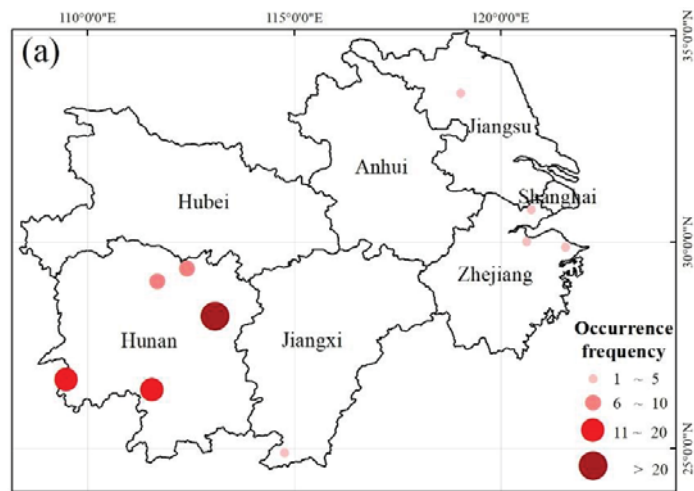 110°0'0"E 115°0'0"E 120°0'0"E
(a)
35°0'0"N
Jiangsu
Anhui
Shanghai
Hubei
30°0'0"N
Zhejiang
Hunan
Jiangxi
Occurrence
frequency
1 ~ 5
6 ~ 10
11 ~ 20
> 20
25°0'0"N